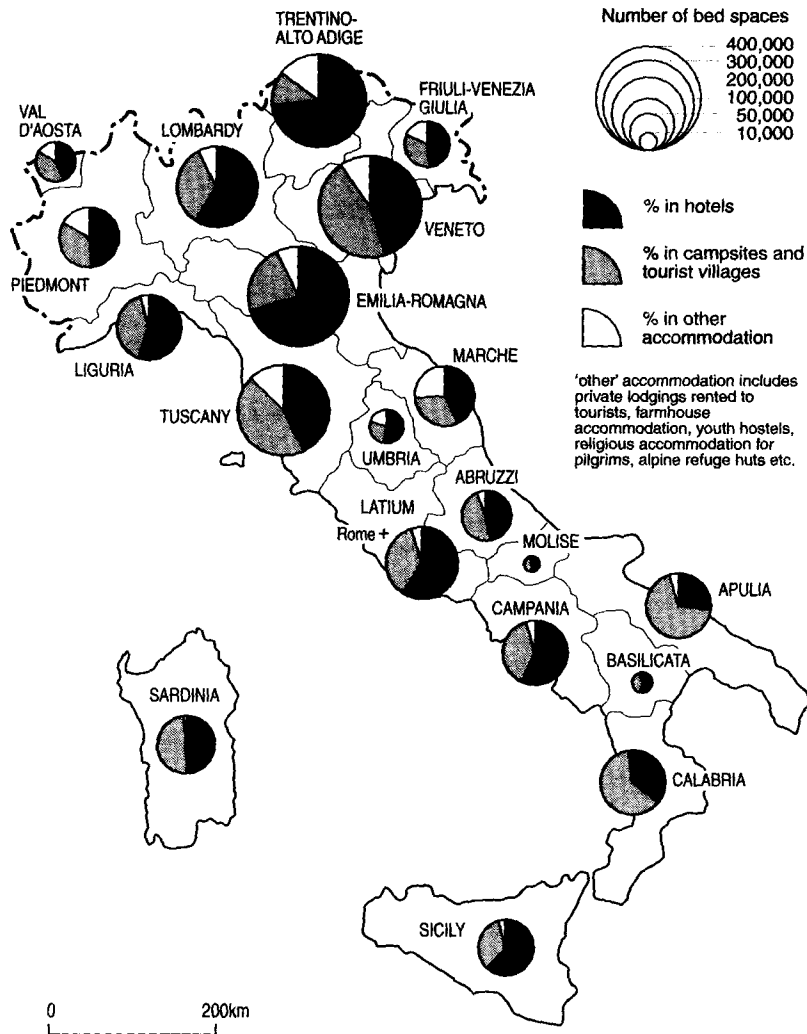 TRENTINO-
ALTO ADIGE
FRIULI-VENEZIA
GIULIA
VAL
D'AOSTA
LOMBARDY
VENETO
PIEDMONT
EMILIA-ROMAGNA
LIGURIA
MARCHE
TUSCANY
UMBRIA
LATIUM
ABRUZZI
Rome +
MOLISE
APULIA
CAMPANIA
BASILICATA
SARDINIA
CALABRIA
SICILY
0 200km
Number of bed spaces
400,000
300,000
200,000
100,000
50,000
10,000
% in hotels
% in campsites and
tourist villages
% in other
accommodation
'other' accommodation includes
private lodgings rented to
tourists, farmhouse
accommodation, youth hostels,
religious accommodation for
pilgrims, alpine refuge huts etc.